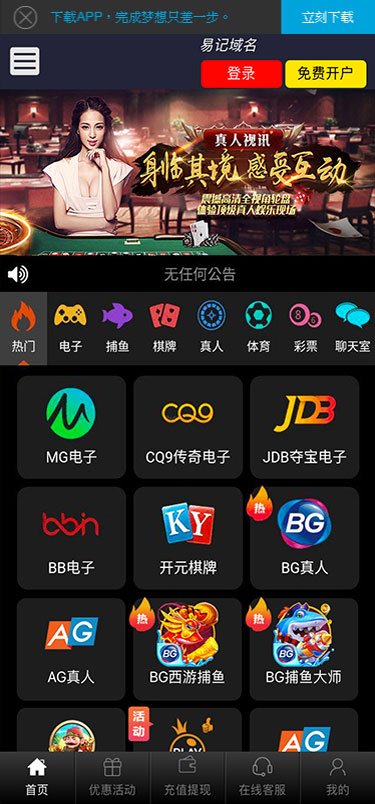 下载APP，完成梦想只差一步。
立刻下载
易记域名
登录
免费开户
真人视讯
身临其境 感受互动
震撼高清全视角轮盘
体验顶级真人娱乐现场
无任何公告
热门
电子
捕鱼
棋牌
真人
体育
彩票
聊天室
MG电子
CQ9
CQ9传奇电子
JDB
JDB夺宝电子
bbin
BB电子
KY
开元棋牌
热
BG
BG真人
AG
AG真人
热
BG
BG西游捕鱼
热
BG
BG捕鱼大师
活动
PLAY
AG
首页
优惠活动
充值提现
在线客服
我的